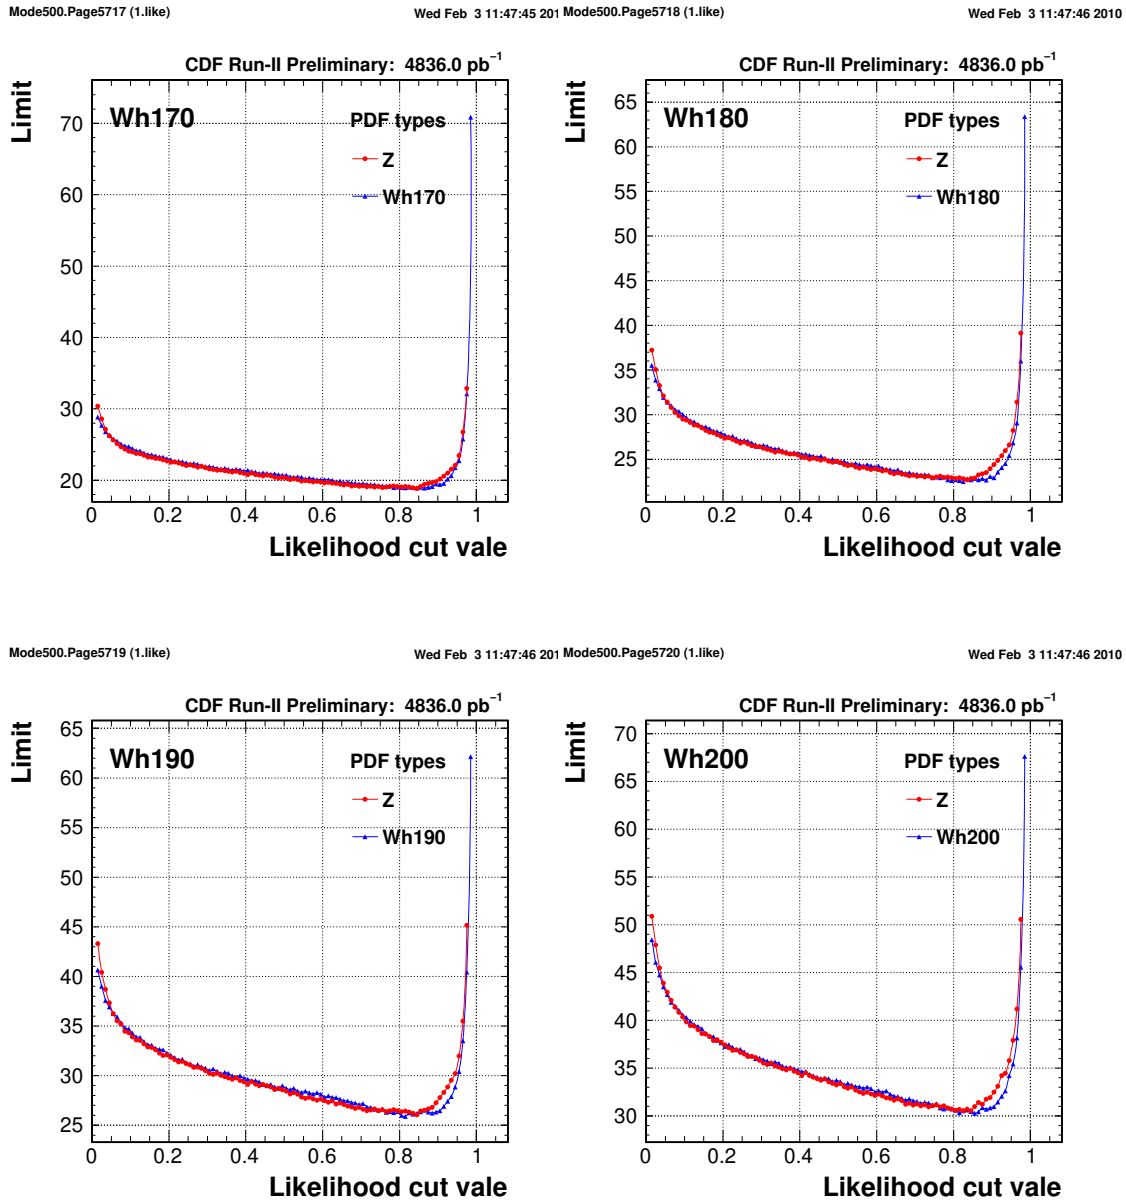 Mode500.Page5717 (1.like)
Wed Feb 3 11:47:45 201
CDF Run-II Preliminary: 4836.0 pb⁻¹
Limit
Wh170
PDF types
Z
Wh170
70
60
50
40
30
20
0 0.2 0.4 0.6 0.8 1
Likelihood cut vale
Mode500.Page5718 (1.like)
Wed Feb 3 11:47:46 2010
CDF Run-II Preliminary: 4836.0 pb⁻¹
Limit
Wh180
PDF types
Z
Wh180
65
60
55
50
45
40
35
30
25
0 0.2 0.4 0.6 0.8 1
Likelihood cut vale
Mode500.Page5719 (1.like)
Wed Feb 3 11:47:46 201
CDF Run-II Preliminary: 4836.0 pb⁻¹
Limit
Wh190
PDF types
Z
Wh190
65
60
55
50
45
40
35
30
25
0 0.2 0.4 0.6 0.8 1
Likelihood cut vale
Mode500.Page5720 (1.like)
Wed Feb 3 11:47:46 2010
CDF Run-II Preliminary: 4836.0 pb⁻¹
Limit
Wh200
PDF types
Z
Wh200
70
65
60
55
50
45
40
35
30
0 0.2 0.4 0.6 0.8 1
Likelihood cut vale